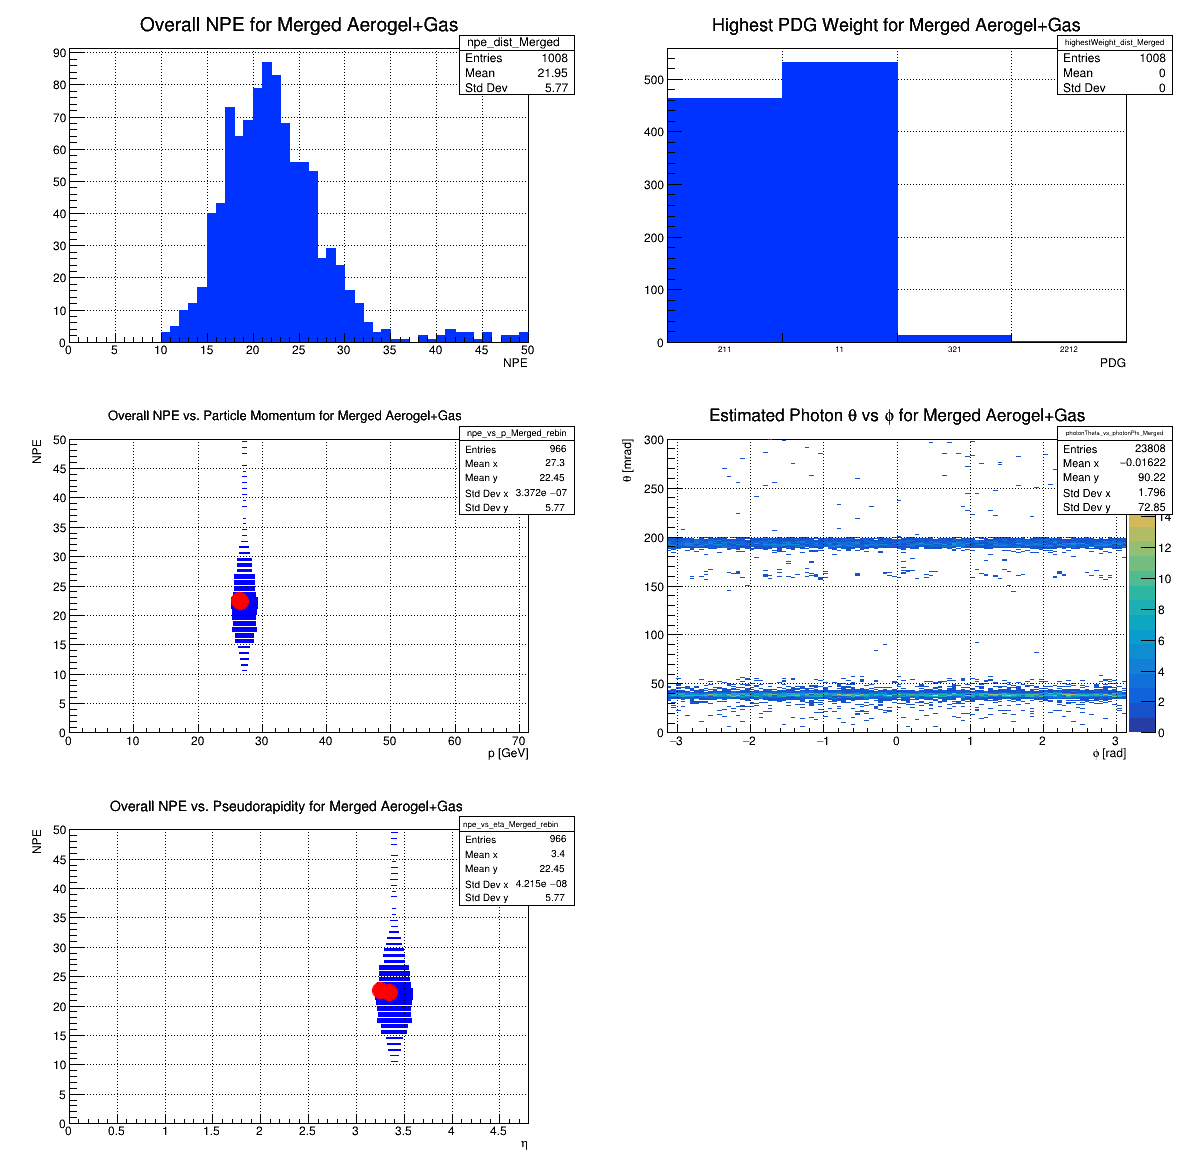 Overall NPE for Merged Aerogel+Gas
npe_dist_Merged
Entries 1008
Mean 21.95
Std Dev 5.77
90
80
70
60
50
40
30
20
10
0
0 5 10 15 20 25 30 35 40 45 50
NPE
Highest PDG Weight for Merged Aerogel+Gas
highestWeight_dist_Merged
Entries 1008
Mean 0
Std Dev 0
500
400
300
200
100
0
211 11 321 2212
PDG
Overall NPE vs. Particle Momentum for Merged Aerogel+Gas
npe_vs_p_Merged_rebin
Entries 966
Mean x 27.3
Mean y 22.45
Std Dev x 3.372e −07
Std Dev y 5.77
NPE
50
45
40
35
30
25
20
15
10
5
0
0 10 20 30 40 50 60 70
p [GeV]
Estimated Photon θ vs ϕ for Merged Aerogel+Gas
photonTheta_vs_photonPhi_Merged
Entries 23808
Mean x −0.01622
Mean y 90.22
Std Dev x 1.796
Std Dev y 72.85
θ [mrad]
300
250
200
150
100
50
0
−3 −2 −1 0 1 2 3
ϕ [rad]
14
12
10
8
6
4
2
0
Overall NPE vs. Pseudorapidity for Merged Aerogel+Gas
npe_vs_eta_Merged_rebin
Entries 966
Mean x 3.4
Mean y 22.45
Std Dev x 4.215e −08
Std Dev y 5.77
NPE
50
45
40
35
30
25
20
15
10
5
0
0 0.5 1 1.5 2 2.5 3 3.5 4 4.5
η